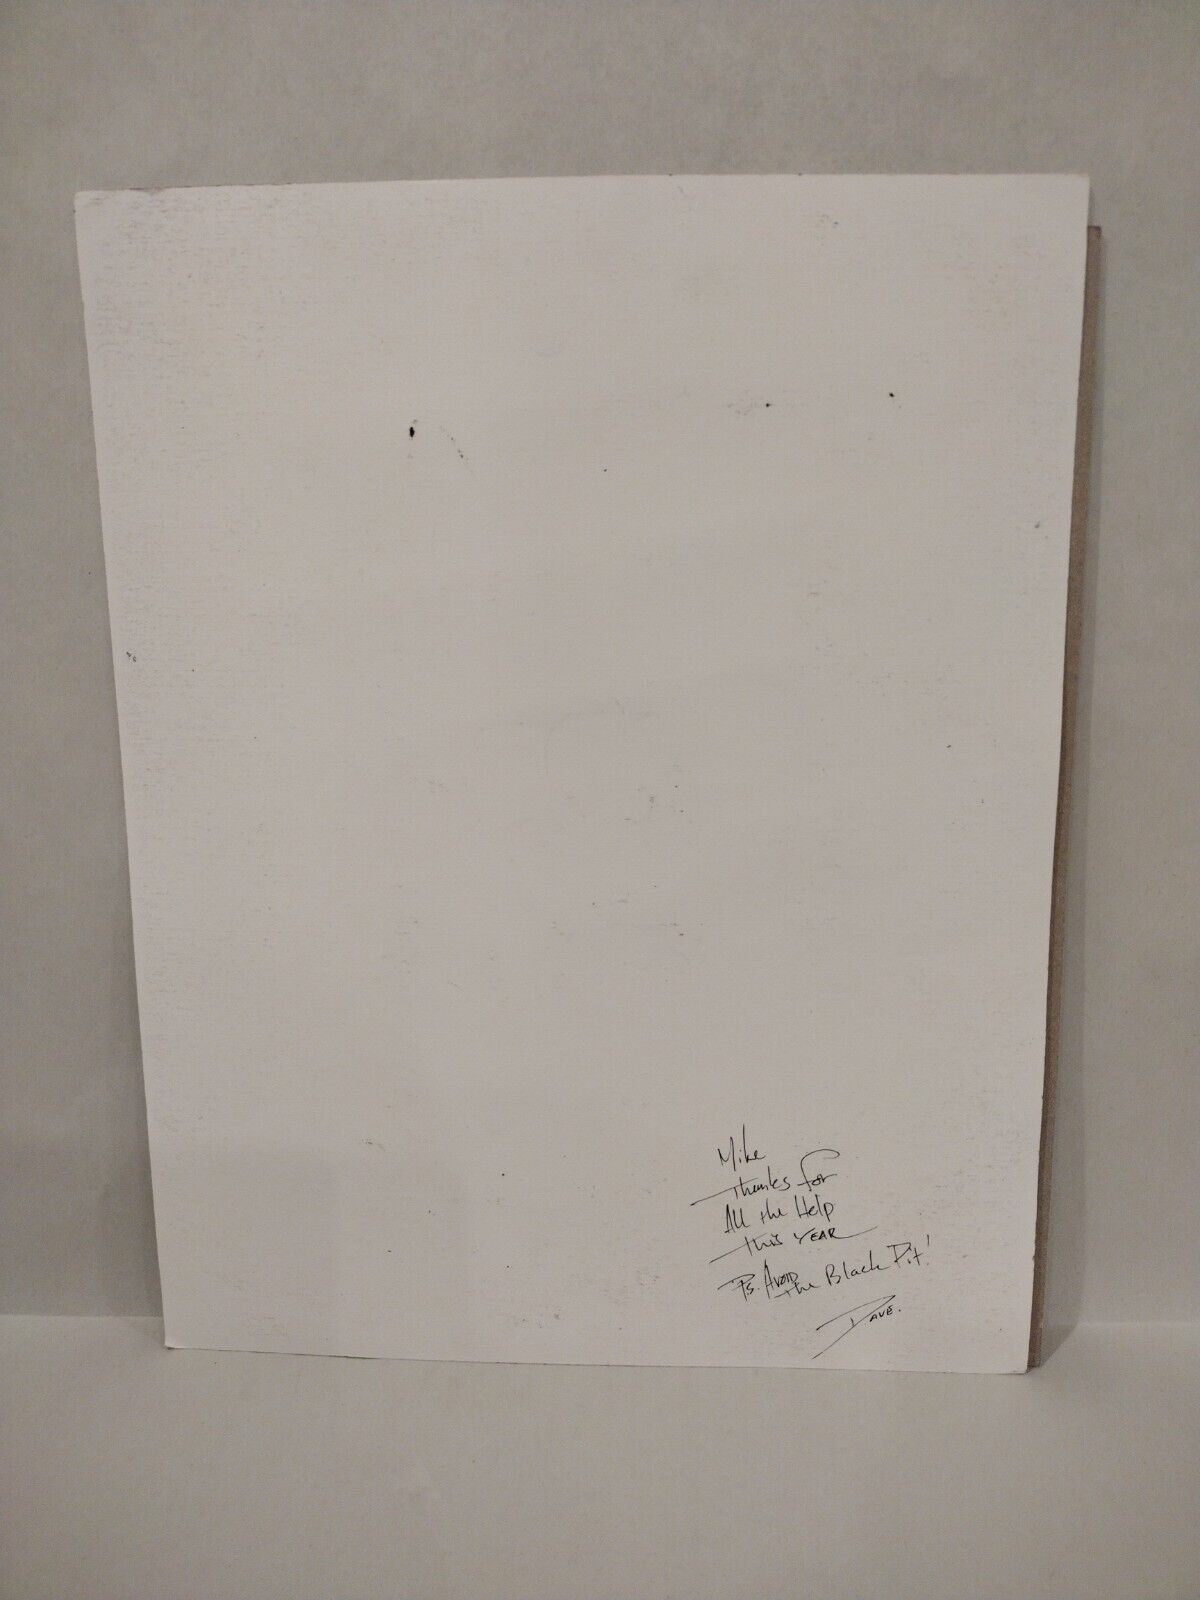 Mike
Thanks for
All the Help
this YEAR
Ps. Avoid the Black Pit!
DAVE.